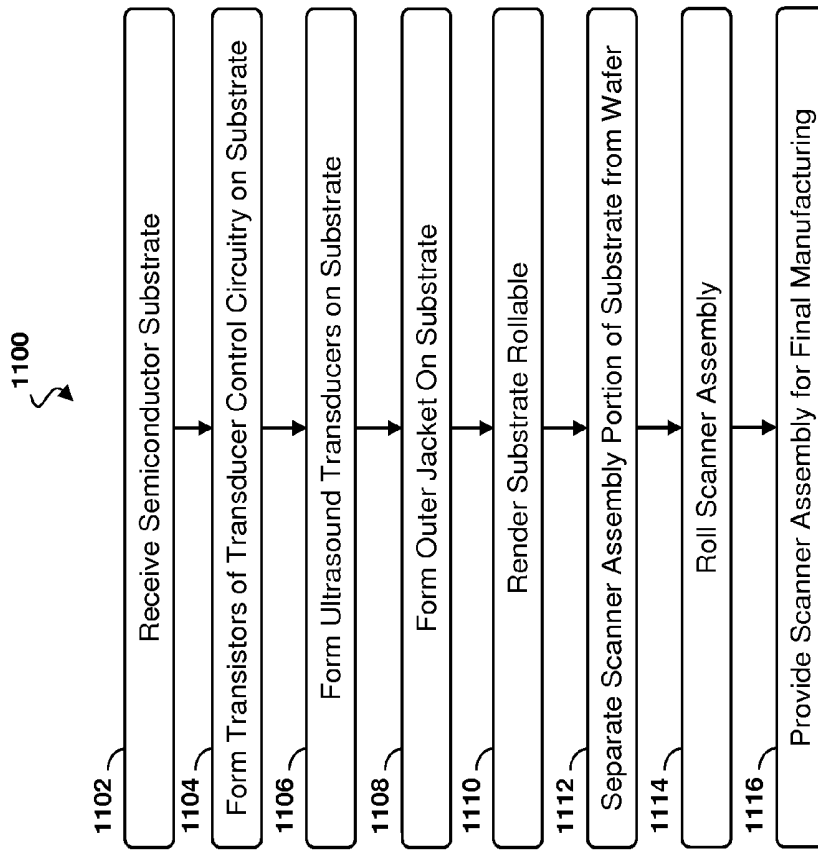 1100
1102
Receive Semiconductor Substrate
1104
Form Transistors of Transducer Control Circuitry on Substrate
1106
Form Ultrasound Transducers on Substrate
1108
Form Outer Jacket On Substrate
1110
Render Substrate Rollable
1112
Separate Scanner Assembly Portion of Substrate from Wafer
1114
Roll Scanner Assembly
1116
Provide Scanner Assembly for Final Manufacturing